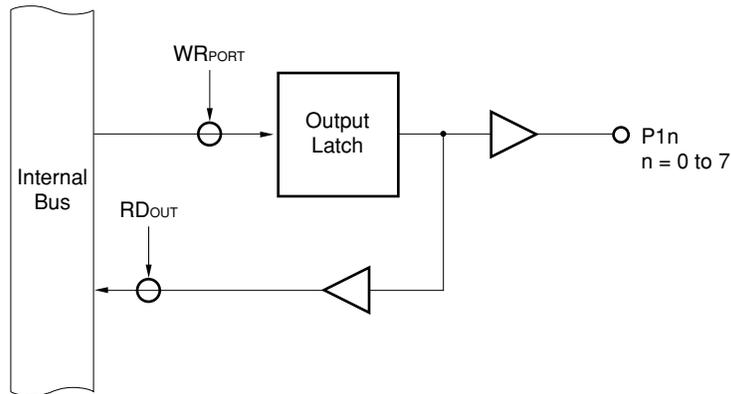 WRPORT
Output
Latch
P1n
n = 0 to 7
Internal
Bus
RDOUT